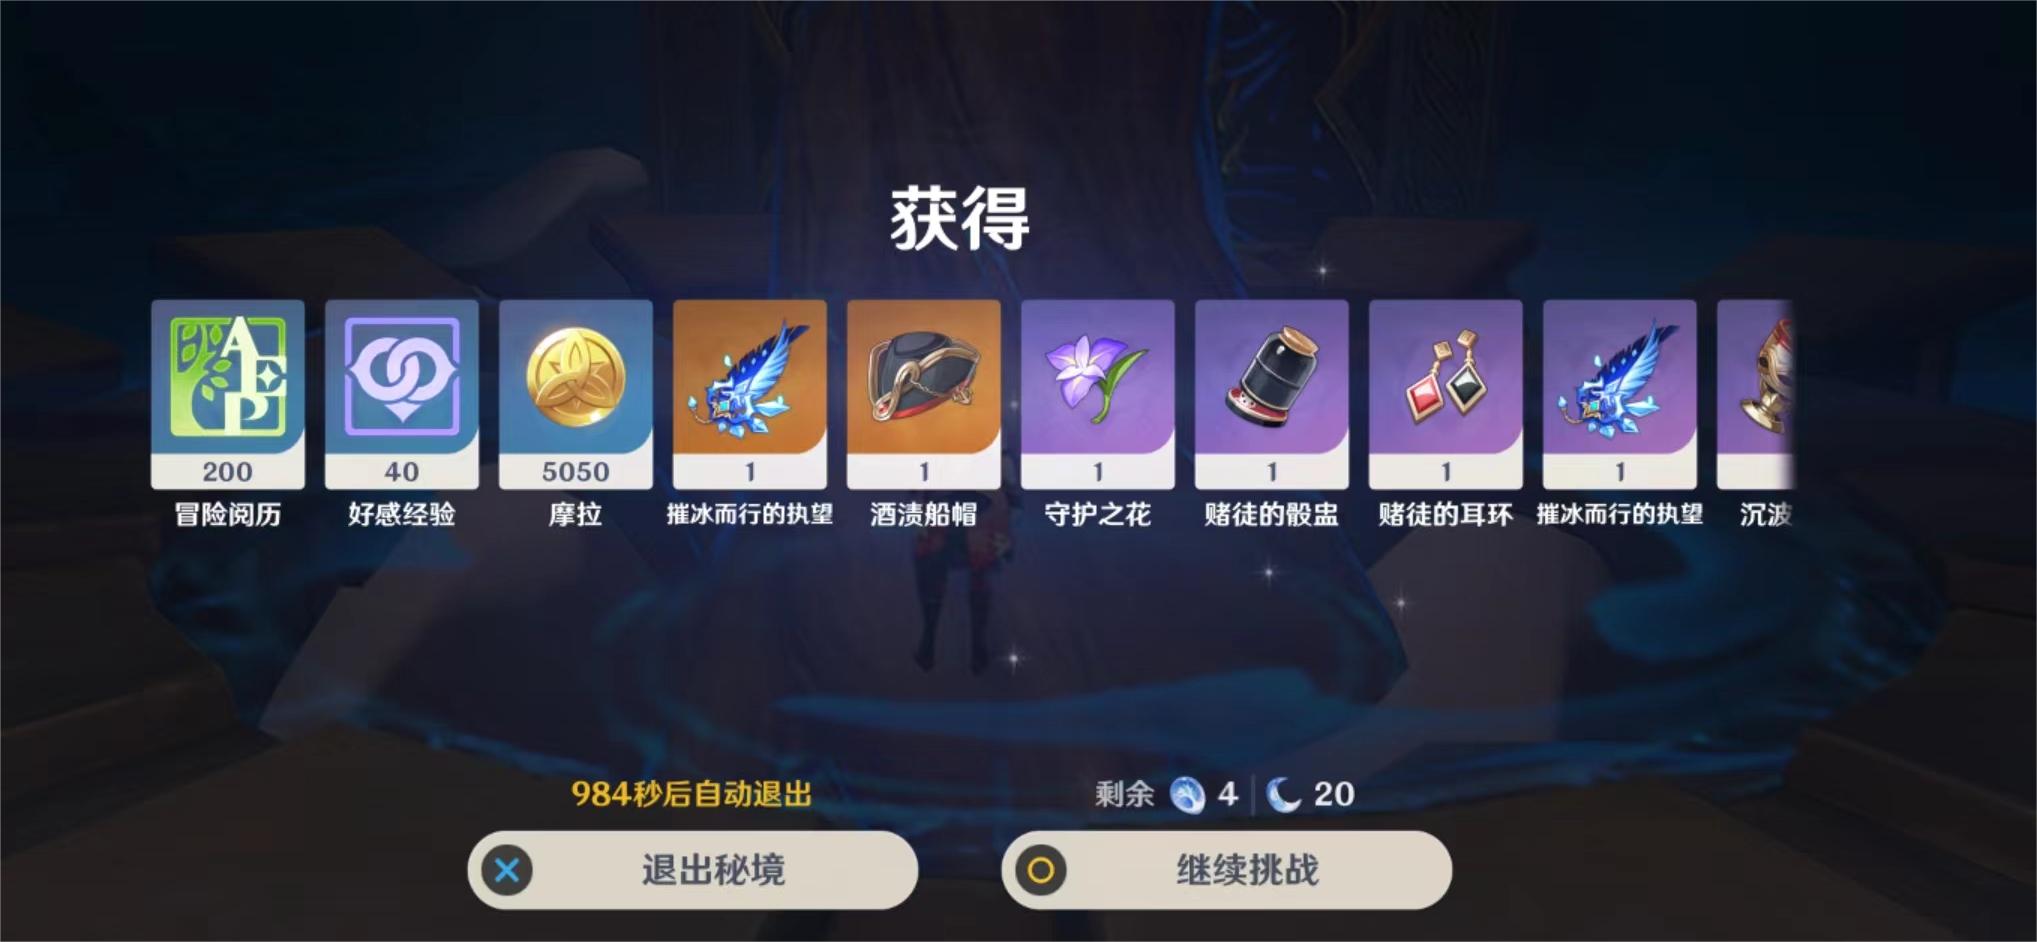 获得
200
40
5050
1
1
1
1
1
1
冒险阅历
好感经验
摩拉
摧冰而行的执望
酒渍船帽
守护之花
赌徒的骰盅
赌徒的耳环
摧冰而行的执望
沉波
984秒后自动退出
剩余 4 20
退出秘境
继续挑战